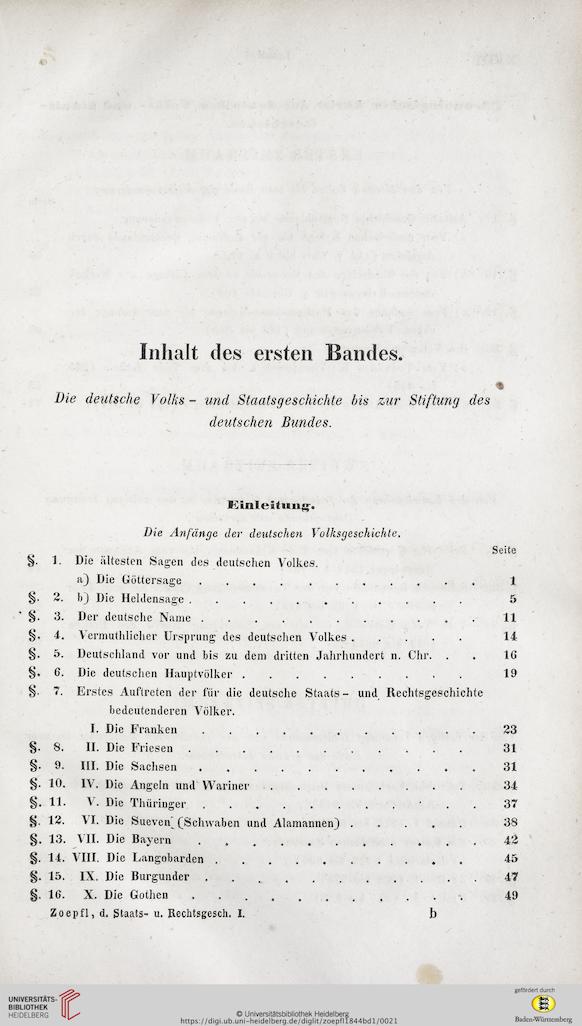 Inhalt des ersten Bandes.
Die deutsche Volks - und Staatsgeschichte bis zur Stiftung des
deutschen Bundes.
Einleitung.
Die Anfänge der deutschen Volksgeschichte.
Seite
§. 1. Die ältesten Sagen des deutschen Volkes.
a) Die Göttersage . . . . . . . . . . . 1
§. 2. b) Die Heldensage . . . . . . . . . . . 5
§. 3. Der deutsche Name . . . . . . . . . . . 11
§. 4. Vermuthlicher Ursprung des deutschen Volkes . . . . . 14
§. 5. Deutschland vor und bis zu dem dritten Jahrhundert n. Chr. . . 16
§. 6. Die deutschen Hauptvölker . . . . . . . . . 19
§. 7. Erstes Auftreten der für die deutsche Staats - und Rechtsgeschichte
bedeutenderen Völker.
I. Die Franken . . . . . . . . . . . 23
§. 8. II. Die Friesen . . . . . . . . . . . 31
§. 9. III. Die Sachsen . . . . . . . . . . . 31
§. 10. IV. Die Angeln und Wariner . . . . . . . . 34
§. 11. V. Die Thüringer . . . . . . . . . . . 37
§. 12. VI. Die Sueven (Schwaben und Alamannen) . . . . . 38
§. 13. VII. Die Bayern . . . . . . . . . . . 42
§. 14. VIII. Die Langobarden . . . . . . . . . . 45
§. 15. IX. Die Burgunder . . . . . . . . . . . 47
§. 16. X. Die Gothen . . . . . . . . . . . 49
Zoepfl, d. Staats- u. Rechtsgesch. I. b
UNIVERSITÄTS-
BIBLIOTHEK
HEIDELBERG
© Universitätsbibliothek Heidelberg
https://digi.ub.uni-heidelberg.de/diglit/zoepfl1844bd1/0021
gefördert durch
Baden-Württemberg